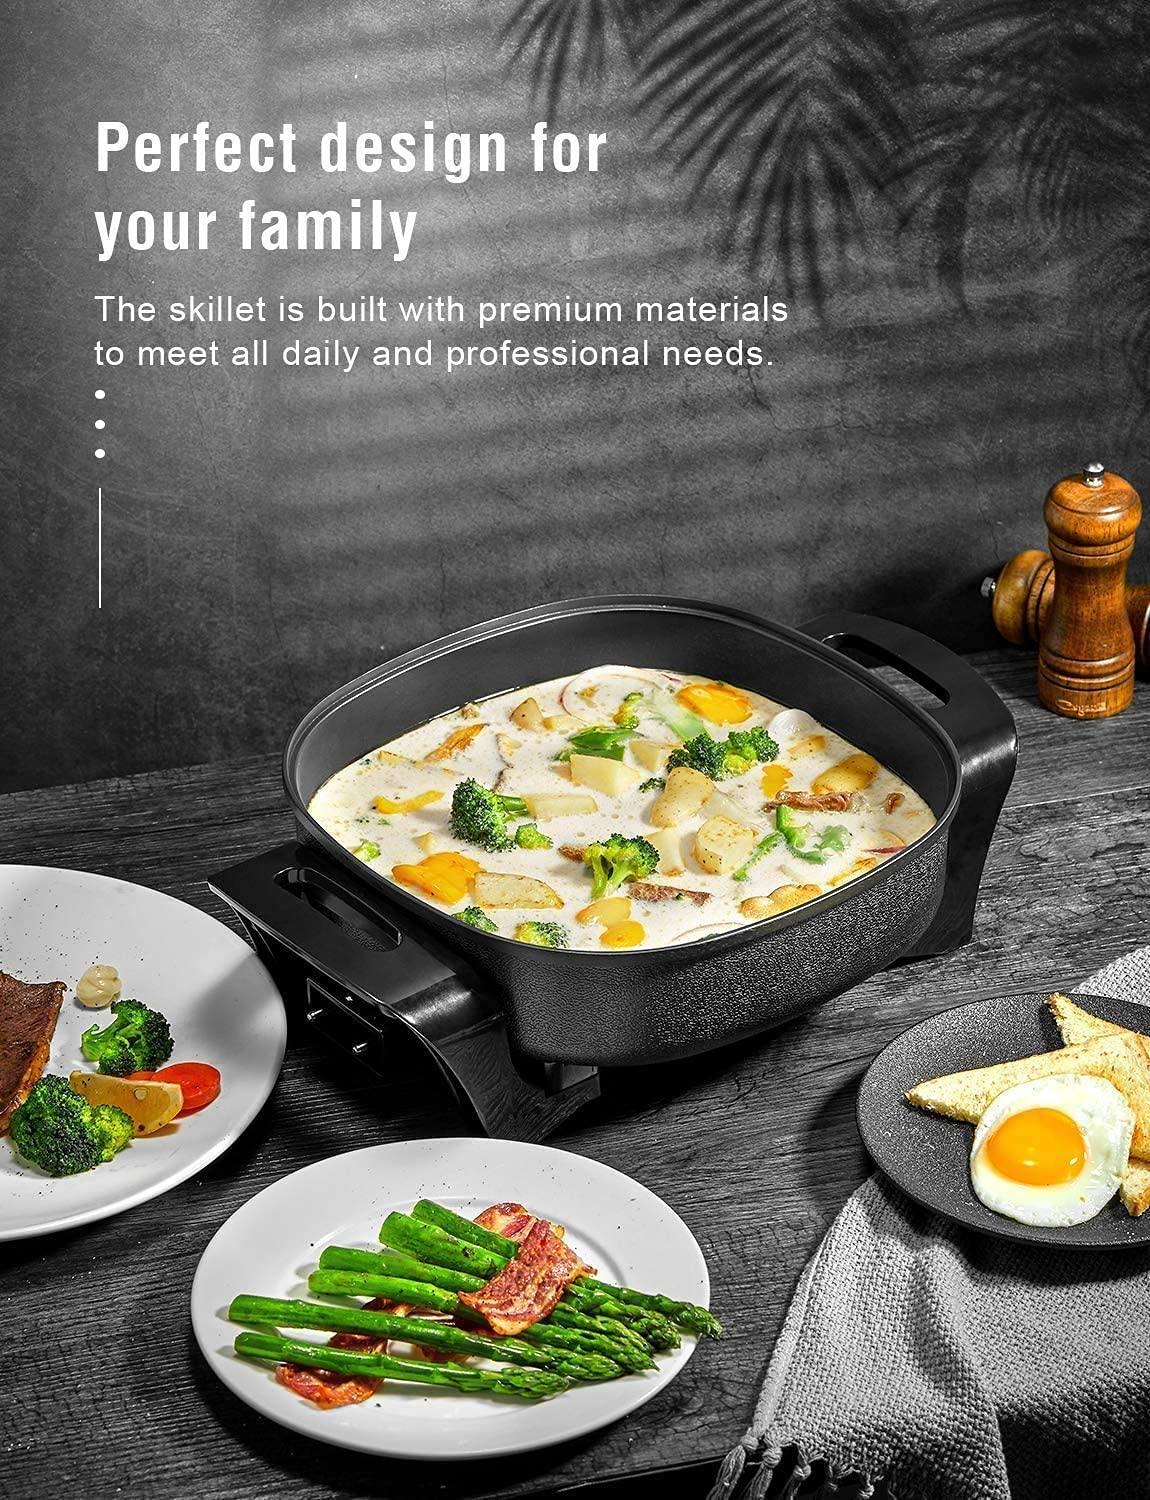 Perfect design for
your family
The skillet is built with premium materials
to meet all daily and professional needs.